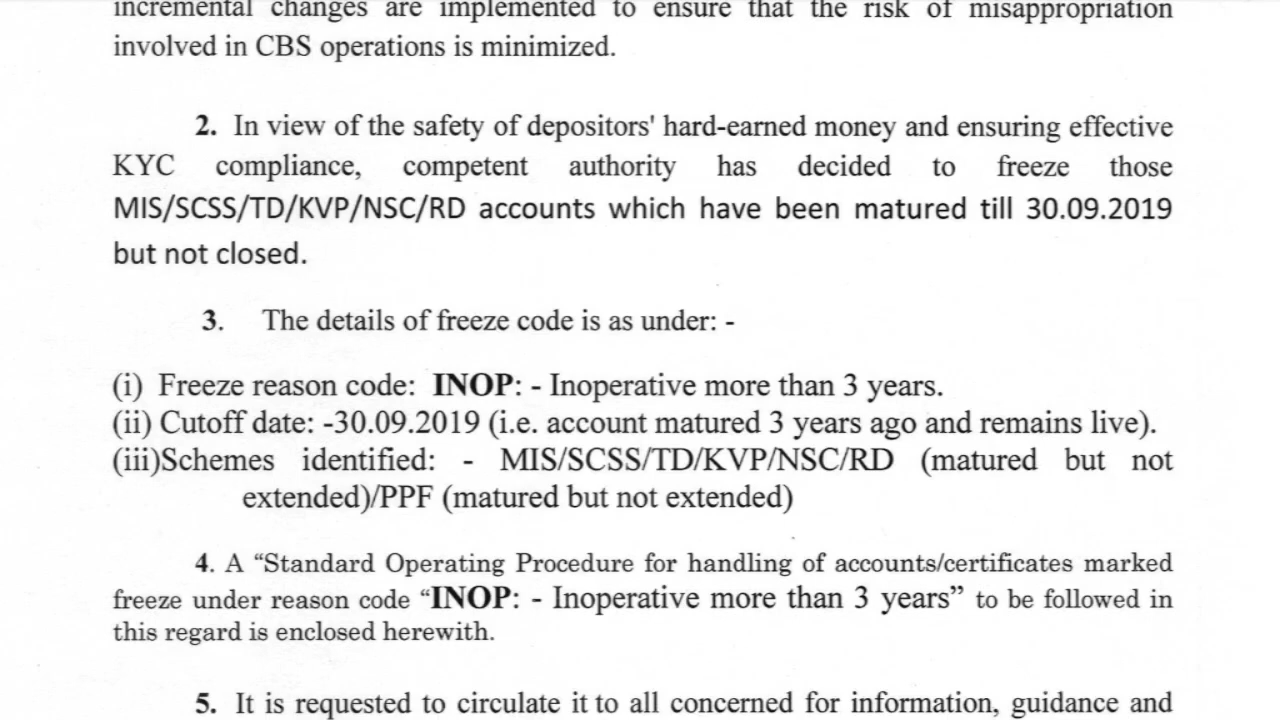 incremental changes are implemented to ensure that the risk of misappropriation
involved in CBS operations is minimized.
2. In view of the safety of depositors' hard-earned money and ensuring effective
KYC compliance, competent authority has decided to freeze those
MIS/SCSS/TD/KVP/NSC/RD accounts which have been matured till 30.09.2019
but not closed.
3. The details of freeze code is as under: -
(i) Freeze reason code: INOP: - Inoperative more than 3 years.
(ii) Cutoff date: -30.09.2019 (i.e. account matured 3 years ago and remains live).
(iii)Schemes identified: - MIS/SCSS/TD/KVP/NSC/RD (matured but not
extended)/PPF (matured but not extended)
4. A “Standard Operating Procedure for handling of accounts/certificates marked
freeze under reason code “INOP: - Inoperative more than 3 years” to be followed in
this regard is enclosed herewith.
5. It is requested to circulate it to all concerned for information, guidance and